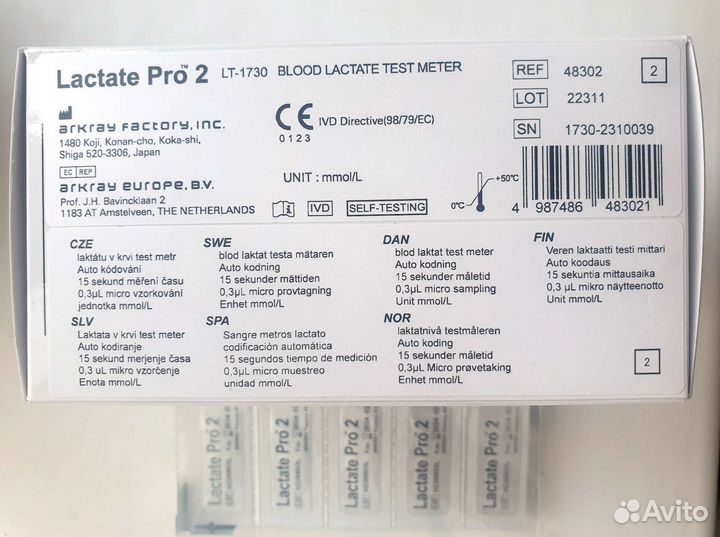 Lactate Pro™ 2 LT-1730 BLOOD LACTATE TEST METER
REF 48302
2
LOT 22311
SN 1730-2310039
arkray factory, inc.
1480 Koji, Konan-cho, Koka-shi,
Shiga 520-3306, Japan
CE IVD Directive(98/79/EC)
0123
EC REP
arkray europe, B.V.
Prof. J.H. Bavincklaan 2
1183 AT Amstelveen, THE NETHERLANDS
UNIT : mmol/L
IVD SELF-TESTING
0°C +50°C
4 987486 483021
CZE
laktátu v krvi test metr
Auto kódování
15 sekund měření času
0,3µL micro vzorkování
jednotka mmol/L
SWE
blod laktat testa mätaren
Auto kodning
15 sekunder mättiden
0,3µL micro provtagning
Enhet mmol/L
DAN
blod laktat test meter
Auto kodning
15 sekunder måletid
0,3µL micro sampling
Unit mmol/L
FIN
Veren laktaatti testi mittari
Auto koodaus
15 sekuntia mittausaika
0,3µL mikro näytteenotto
Unit mmol/L
SLV
Laktata v krvi test meter
Auto kodiranje
15 sekund merjenje časa
0,3 uL mikro vzorčenje
Enota mmol/L
SPA
Sangre metros lactato
codificación automática
15 segundos tiempo de medición
0,3µL micro muestreo
unidad mmol/L
NOR
laktatnivå testmåleren
Auto koding
15 sekunder måletid
0,3µL Micro prøvetaking
Enhet mmol/L
2
Lactate Pro 2
Lactate Pro 2
Lactate Pro 2
Lactate Pro 2
Lactate Pro 2
Avito